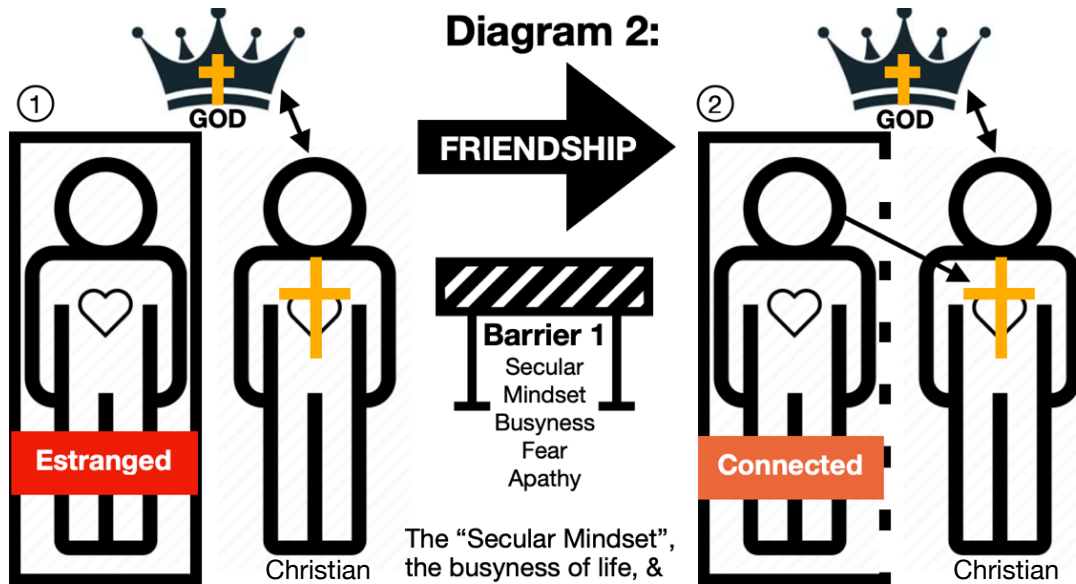 Diagram 2:
①
GOD
Estranged
Christian
FRIENDSHIP
Barrier 1
Secular
Mindset
Busyness
Fear
Apathy
The “Secular Mindset”,
the busyness of life, &
②
GOD
Connected
Christian